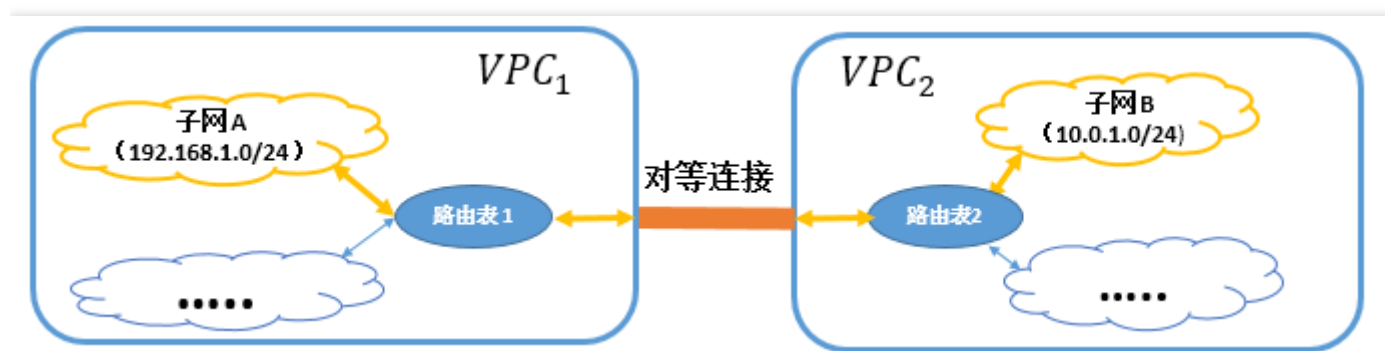 VPC₁
子网A
（192.168.1.0/24 ）
路由表1
•••••
对等连接
VPC₂
子网B
（10.0.1.0/24)
路由表2
•••••